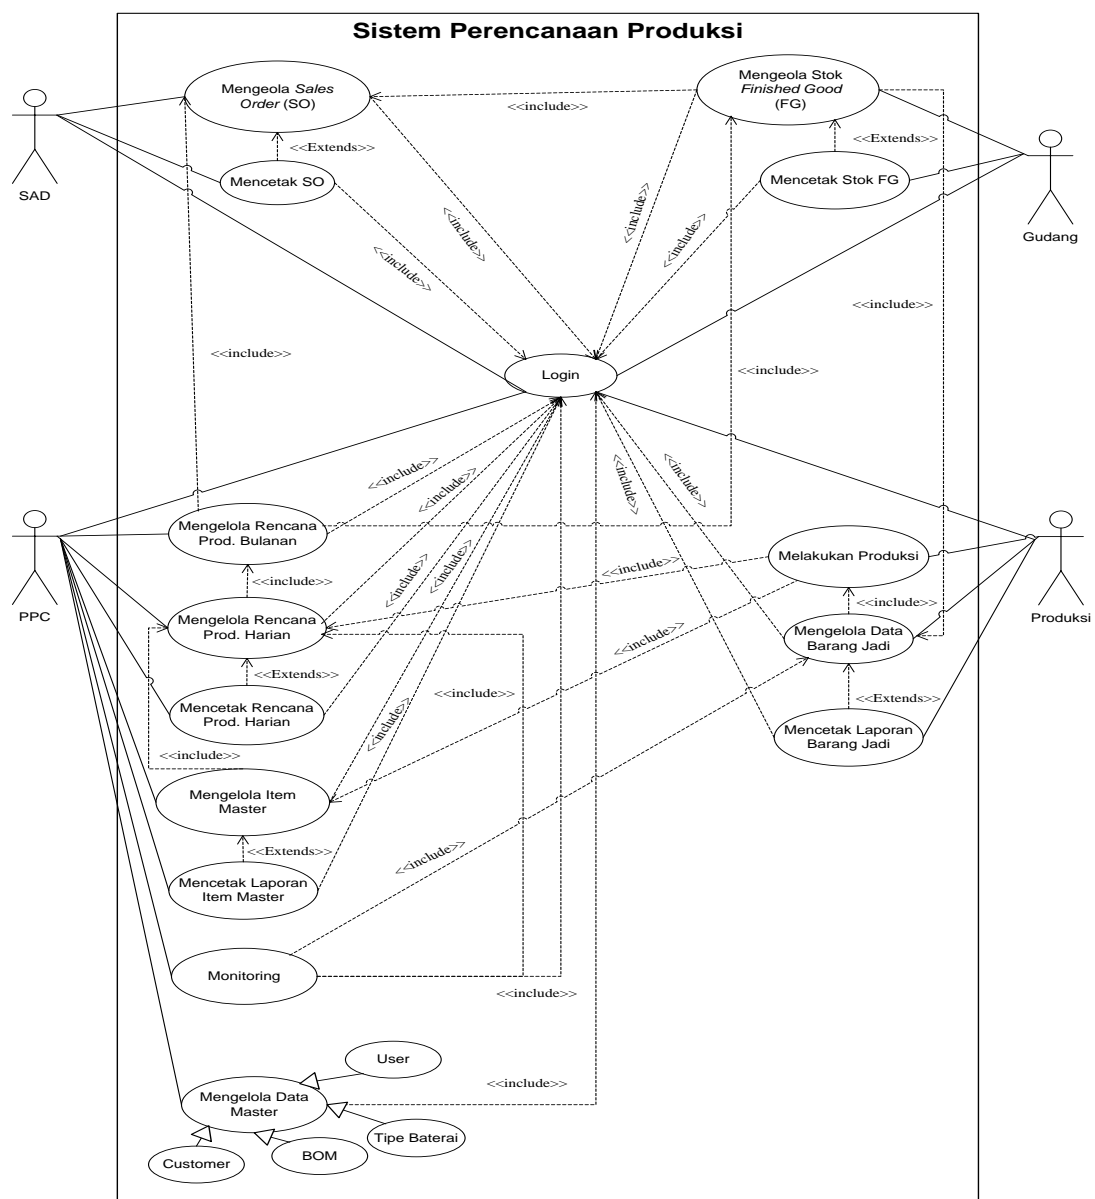 Sistem Perencanaan Produksi
Mengeola Sales
Order (SO)
Mengeola Stok
Finished Good
(FG)
<<include>>
<<Extends>>
<<Extends>>
Mencetak SO
Mencetak Stok FG
SAD
Gudang
<<include>>
<<include>>
<<include>>
<<include>>
<<include>>
<<include>>
<<include>>
Login
<<include>>
<<include>>
<<include>>
<<include>>
Mengelola Rencana
Prod. Bulanan
PPC
Produksi
Melakukan Produksi
<<include>>
<<include>>
<<include>>
<<include>>
<<include>>
<<include>>
Mengelola Rencana
Prod. Harian
Mengelola Data
Barang Jadi
<<include>>
<<Extends>>
<<include>>
<<Extends>>
Mencetak Rencana
Prod. Harian
Mencetak Laporan
Barang Jadi
<<include>>
<<include>>
<<include>>
Mengelola Item
Master
<<Extends>>
<<include>>
Mencetak Laporan
Item Master
Monitoring
<<include>>
User
Mengelola Data
Master
<<include>>
Tipe Baterai
BOM
Customer